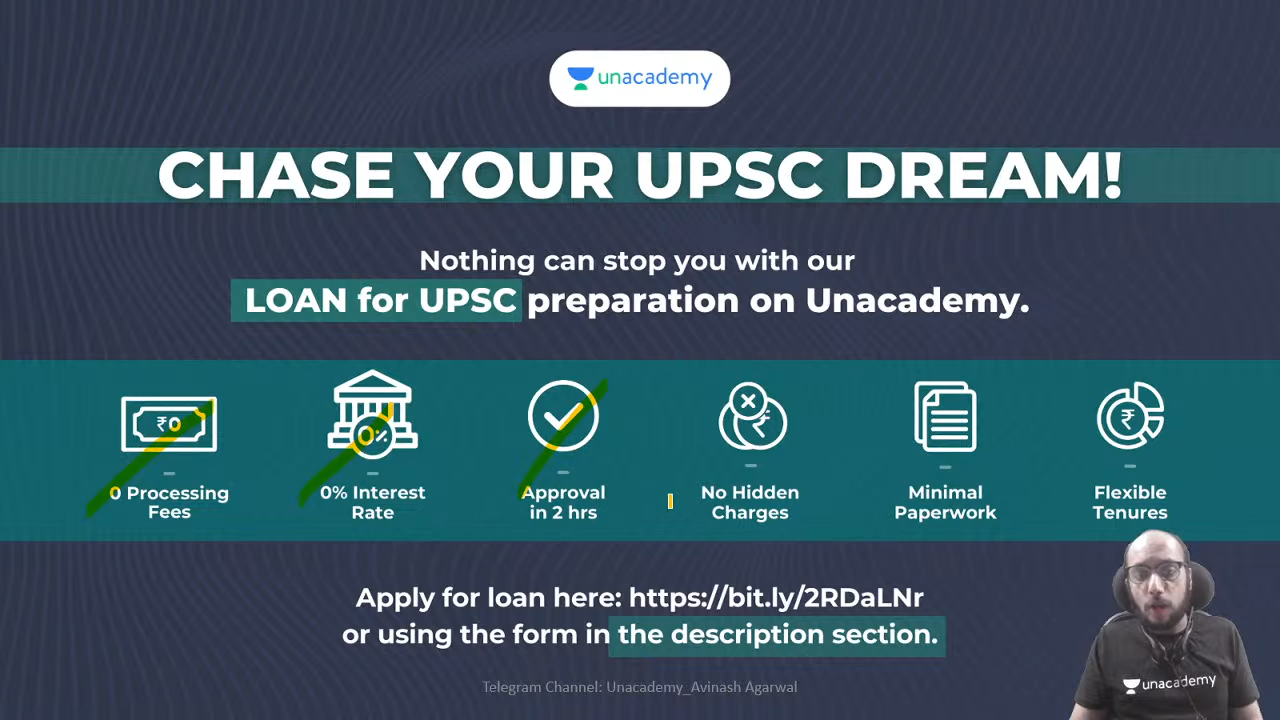 unacademy
CHASE YOUR UPSC DREAM!
Nothing can stop you with our
LOAN for UPSC preparation on Unacademy.
₹0
0%
₹
₹
0 Processing
Fees
0% Interest
Rate
Approval
in 2 hrs
No Hidden
Charges
Minimal
Paperwork
Flexible
Tenures
Apply for loan here: https://bit.ly/2RDaLNr
or using the form in the description section.
Telegram Channel: Unacademy_Avinash Agarwal
unacademy